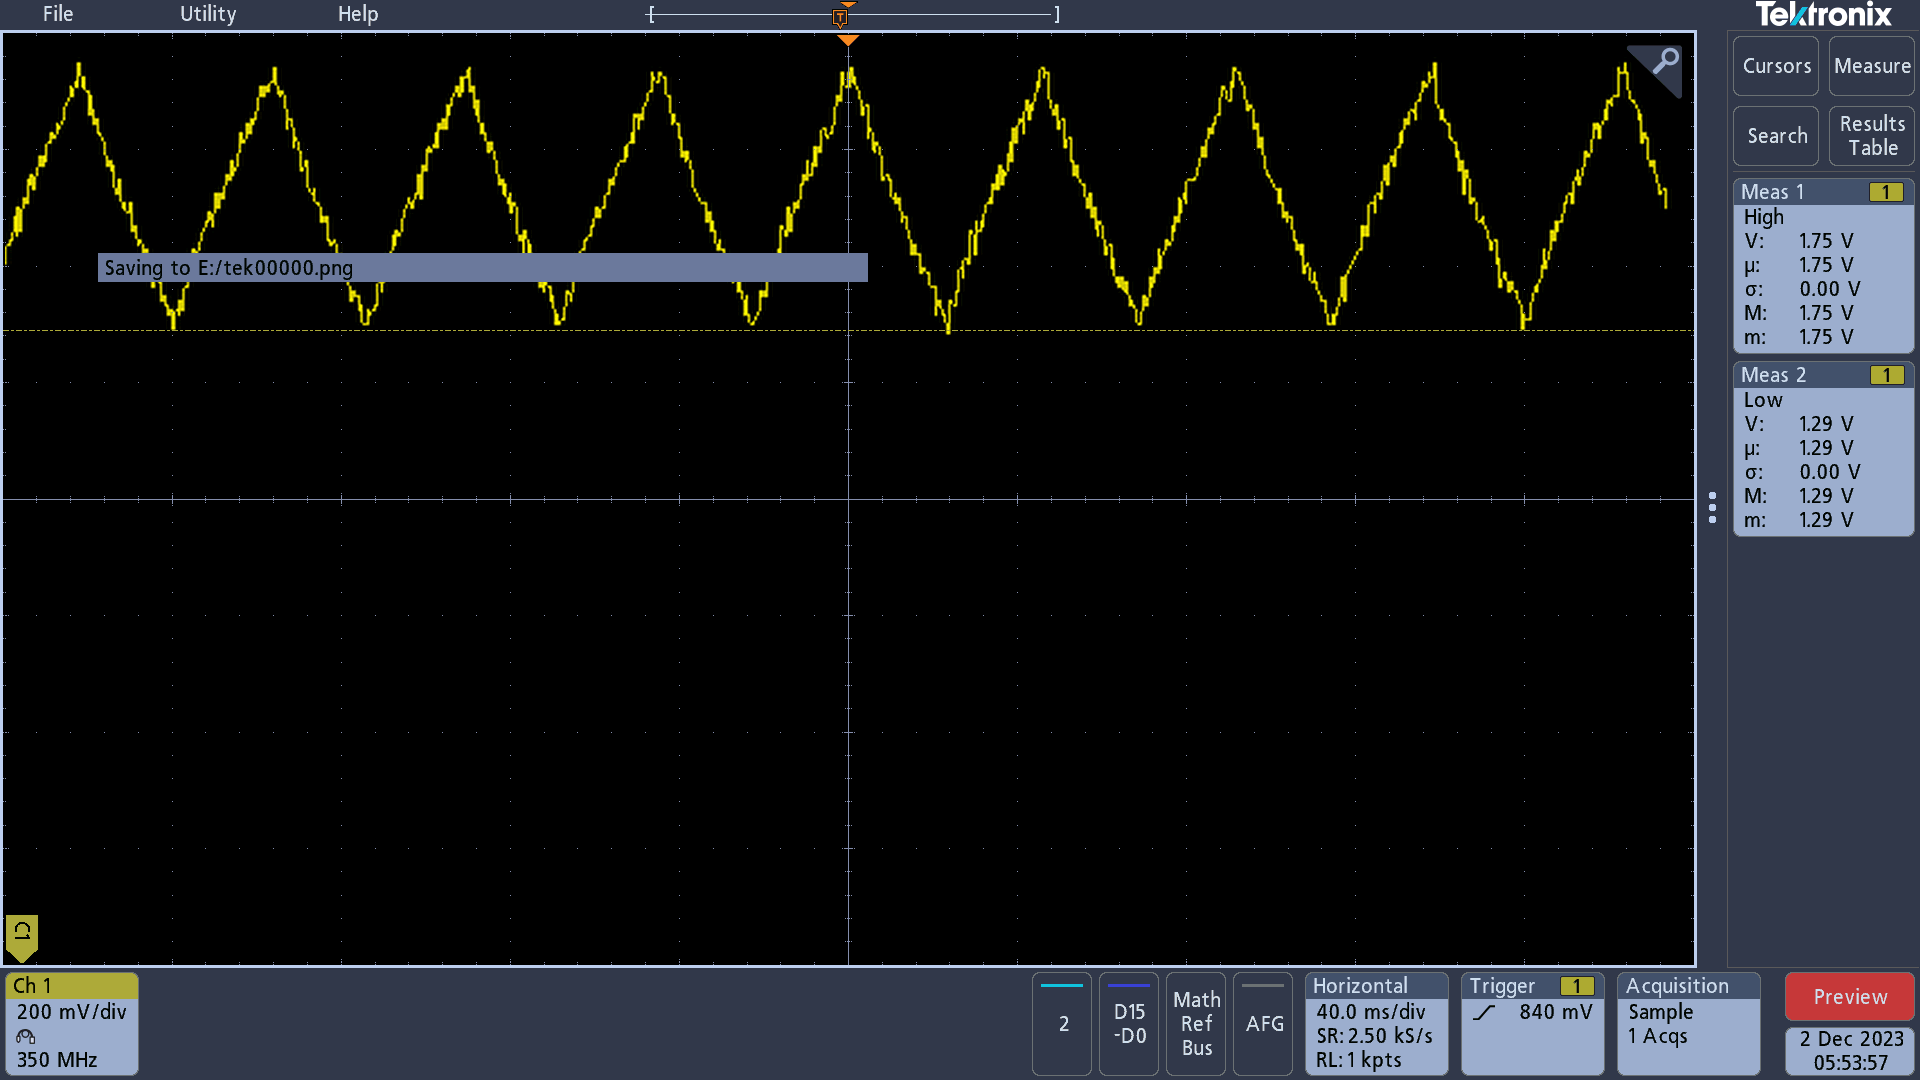 File Utility Help
T
Tektronix
Cursors Measure
Search Results Table
Saving to E:/tek00000.png
Meas 1 1
High
V: 1.75 V
µ: 1.75 V
σ: 0.00 V
M: 1.75 V
m: 1.75 V
Meas 2 1
Low
V: 1.29 V
µ: 1.29 V
σ: 0.00 V
M: 1.29 V
m: 1.29 V
Ch 1
200 mV/div
350 MHz
2
D15
-D0
Math
Ref
Bus
AFG
Horizontal
40.0 ms/div
SR: 2.50 kS/s
RL: 1 kpts
Trigger 1
840 mV
Acquisition
Sample
1 Acqs
Preview
2 Dec 2023
05:53:57